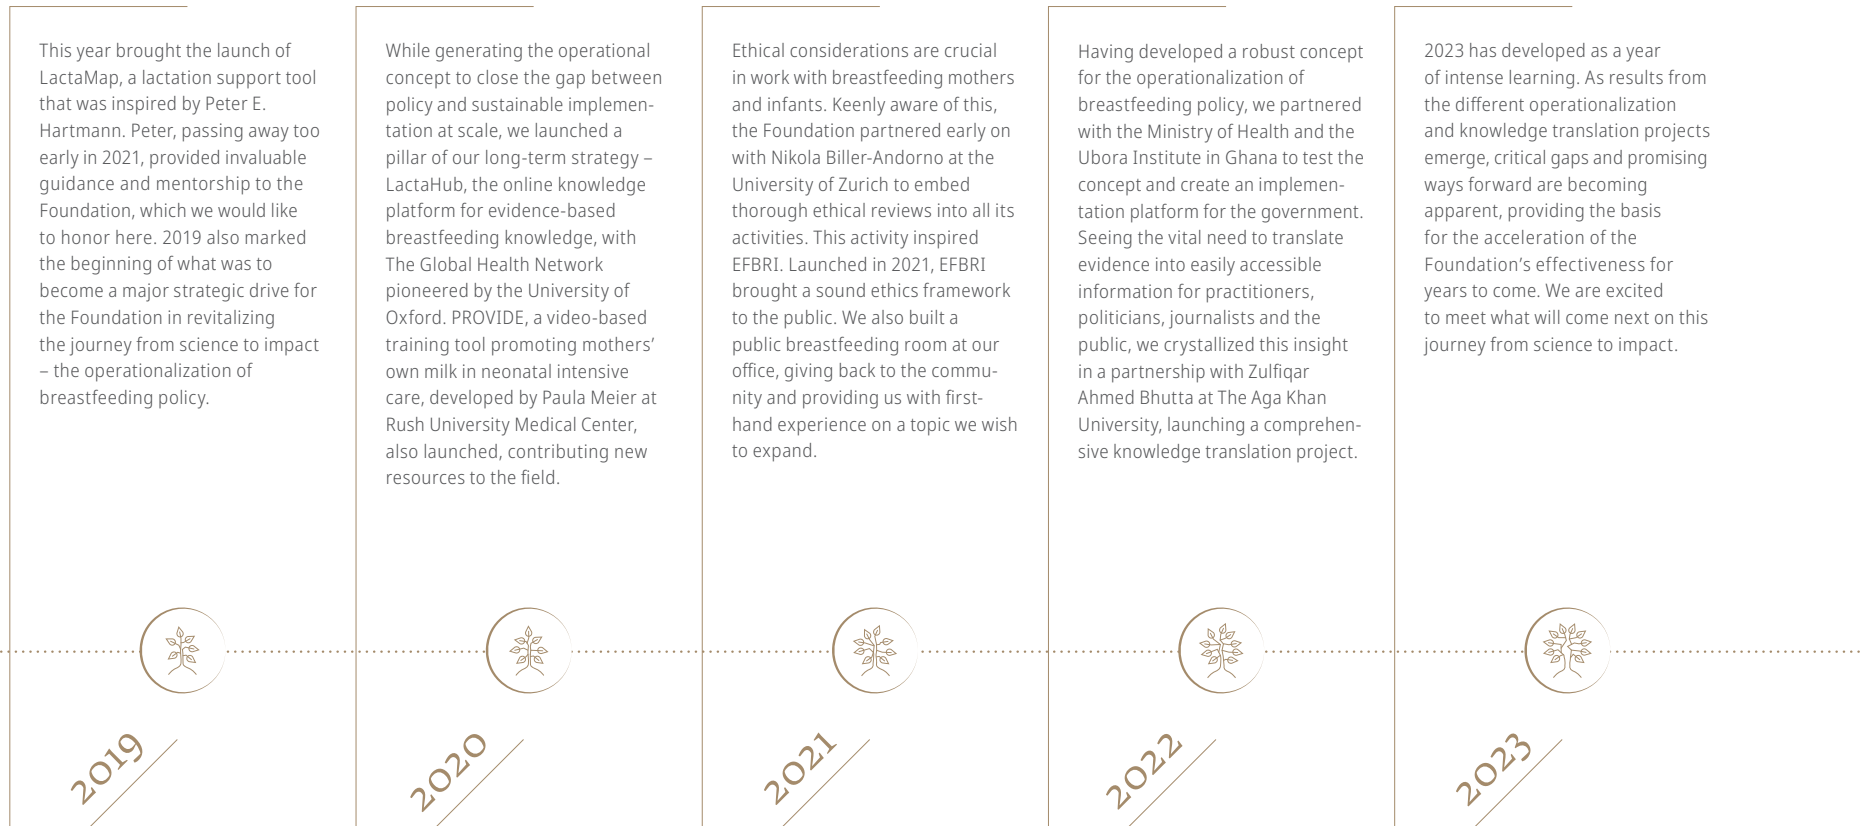 This year brought the launch of
LactaMap, a lactation support tool
that was inspired by Peter E.
Hartmann. Peter, passing away too
early in 2021, provided invaluable
guidance and mentorship to the
Foundation, which we would like
to honor here. 2019 also marked
the beginning of what was to
become a major strategic drive for
the Foundation in revitalizing
the journey from science to impact
– the operationalization of
breastfeeding policy.
2019
While generating the operational
concept to close the gap between
policy and sustainable implemen-
tation at scale, we launched a
pillar of our long-term strategy –
LactaHub, the online knowledge
platform for evidence-based
breastfeeding knowledge, with
The Global Health Network
pioneered by the University of
Oxford. PROVIDE, a video-based
training tool promoting mothers’
own milk in neonatal intensive
care, developed by Paula Meier at
Rush University Medical Center,
also launched, contributing new
resources to the field.
2020
Ethical considerations are crucial
in work with breastfeeding mothers
and infants. Keenly aware of this,
the Foundation partnered early on
with Nikola Biller-Andorno at the
University of Zurich to embed
thorough ethical reviews into all its
activities. This activity inspired
EFBRI. Launched in 2021, EFBRI
brought a sound ethics framework
to the public. We also built a
public breastfeeding room at our
office, giving back to the commu-
nity and providing us with first-
hand experience on a topic we wish
to expand.
2021
Having developed a robust concept
for the operationalization of
breastfeeding policy, we partnered
with the Ministry of Health and the
Ubora Institute in Ghana to test the
concept and create an implemen-
tation platform for the government.
Seeing the vital need to translate
evidence into easily accessible
information for practitioners,
politicians, journalists and the
public, we crystallized this insight
in a partnership with Zulfiqar
Ahmed Bhutta at The Aga Khan
University, launching a comprehen-
sive knowledge translation project.
2022
2023 has developed as a year
of intense learning. As results from
the different operationalization
and knowledge translation projects
emerge, critical gaps and promising
ways forward are becoming
apparent, providing the basis
for the acceleration of the
Foundation’s effectiveness for
years to come. We are excited
to meet what will come next on this
journey from science to impact.
2023